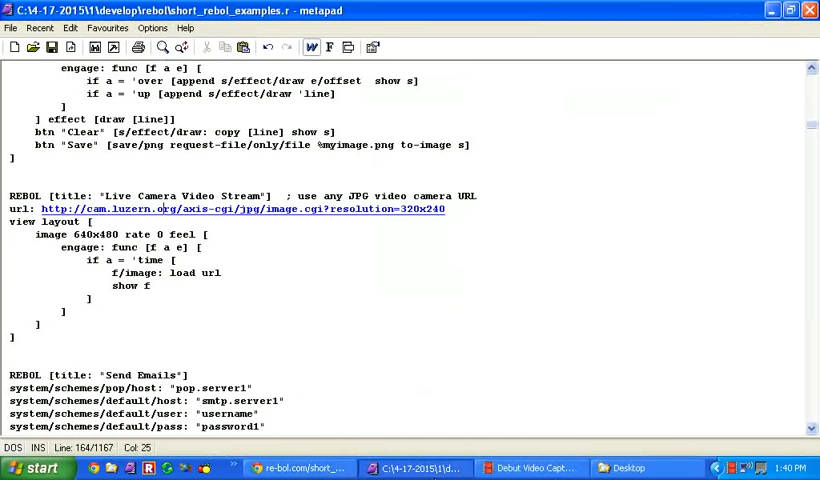 C:\4-17-2015\1\develop\rebol\short_rebol_examples.r - metapad
File Recent Edit Favourites Options Help
engage: func [f a e] [
if a = 'over [append s/effect/draw e/offset show s]
if a = 'up [append s/effect/draw 'line]
]
] effect [draw [line]]
btn "Clear" [s/effect/draw: copy [line] show s]
btn "Save" [save/png request-file/only/file %myimage.png to-image s]
]
REBOL [title: "Live Camera Video Stream"] ; use any JPG video camera URL
url: http://cam.luzern.org/axis-cgi/jpg/image.cgi?resolution=320x240
view layout [
image 640x480 rate 0 feel [
engage: func [f a e] [
if a = 'time [
f/image: load url
show f
]
]
]
]
REBOL [title: "Send Emails"]
system/schemes/pop/host: "pop.server1"
system/schemes/default/host: "smtp.server1"
system/schemes/default/user: "username"
system/schemes/default/pass: "password1"
DOS INS Line: 164/1167 Col: 25
start re-bol.com/short_... C:\4-17-2015\1\d... Debut Video Capt... Desktop 1:40 PM